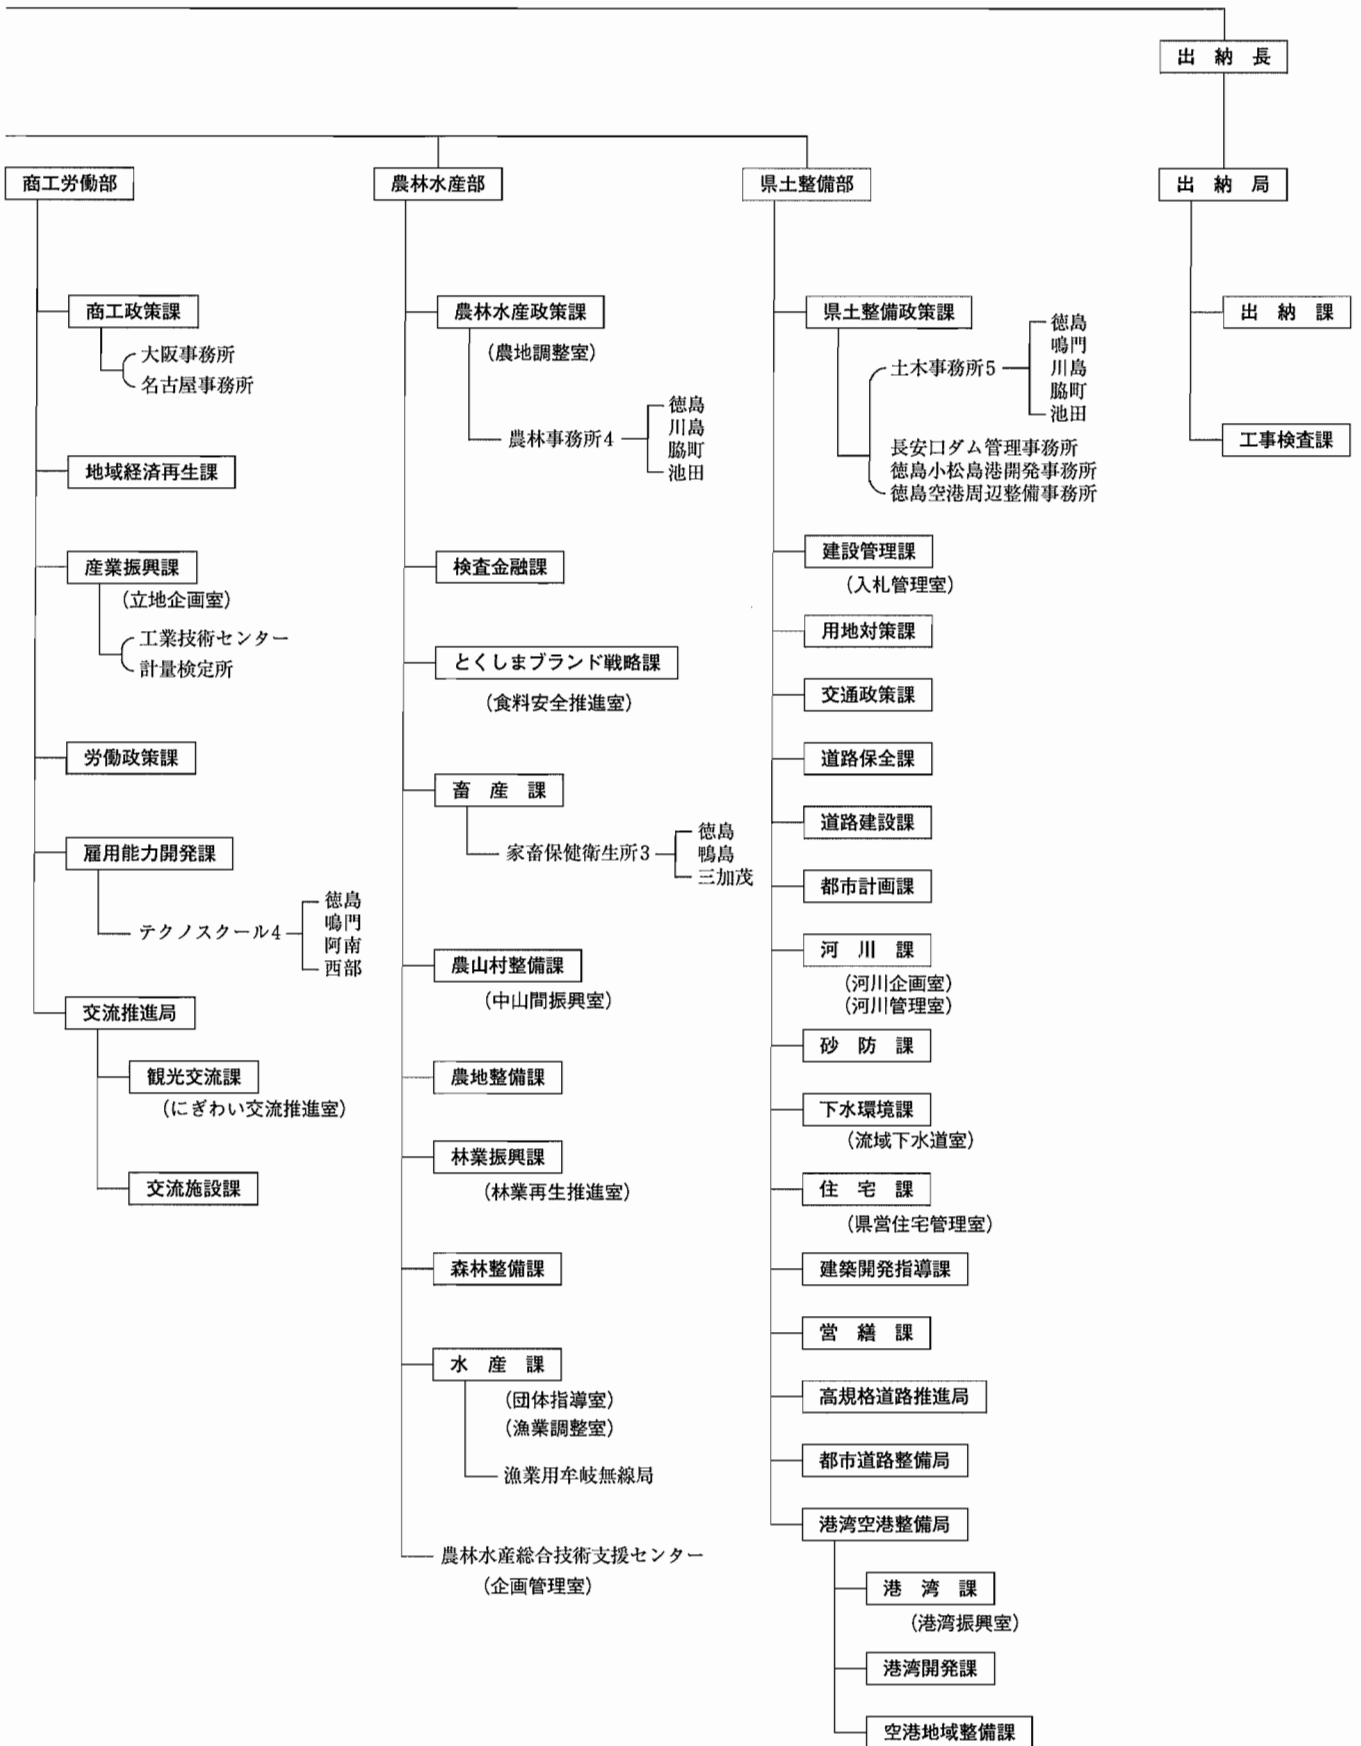 出納長
商工労働部
農林水産部
県土整備部
出納局
商工政策課
大阪事務所
名古屋事務所
地域経済再生課
産業振興課
(立地企画室)
工業技術センター
計量検定所
労働政策課
雇用能力開発課
テクノスクール4
徳島
鳴門
阿南
西部
交流推進局
観光交流課
(にぎわい交流推進室)
交流施設課
農林水産政策課
(農地調整室)
農林事務所4
徳島
川島
脇町
池田
検査金融課
とくしまブランド戦略課
(食料安全推進室)
畜産課
家畜保健衛生所3
徳島
鴨島
三加茂
農山村整備課
(中山間振興室)
農地整備課
林業振興課
(林業再生推進室)
森林整備課
水産課
(団体指導室)
(漁業調整室)
漁業用牟岐無線局
農林水産総合技術支援センター
(企画管理室)
県土整備政策課
土木事務所5
徳島
鳴門
川島
脇町
池田
長安口ダム管理事務所
徳島小松島港開発事務所
徳島空港周辺整備事務所
建設管理課
(入札管理室)
用地対策課
交通政策課
道路保全課
道路建設課
都市計画課
河川課
(河川企画室)
(河川管理室)
砂防課
下水環境課
(流域下水道室)
住宅課
(県営住宅管理室)
建築開発指導課
営繕課
高規格道路推進局
都市道路整備局
港湾空港整備局
港湾課
(港湾振興室)
港湾開発課
空港地域整備課
出納課
工事検査課